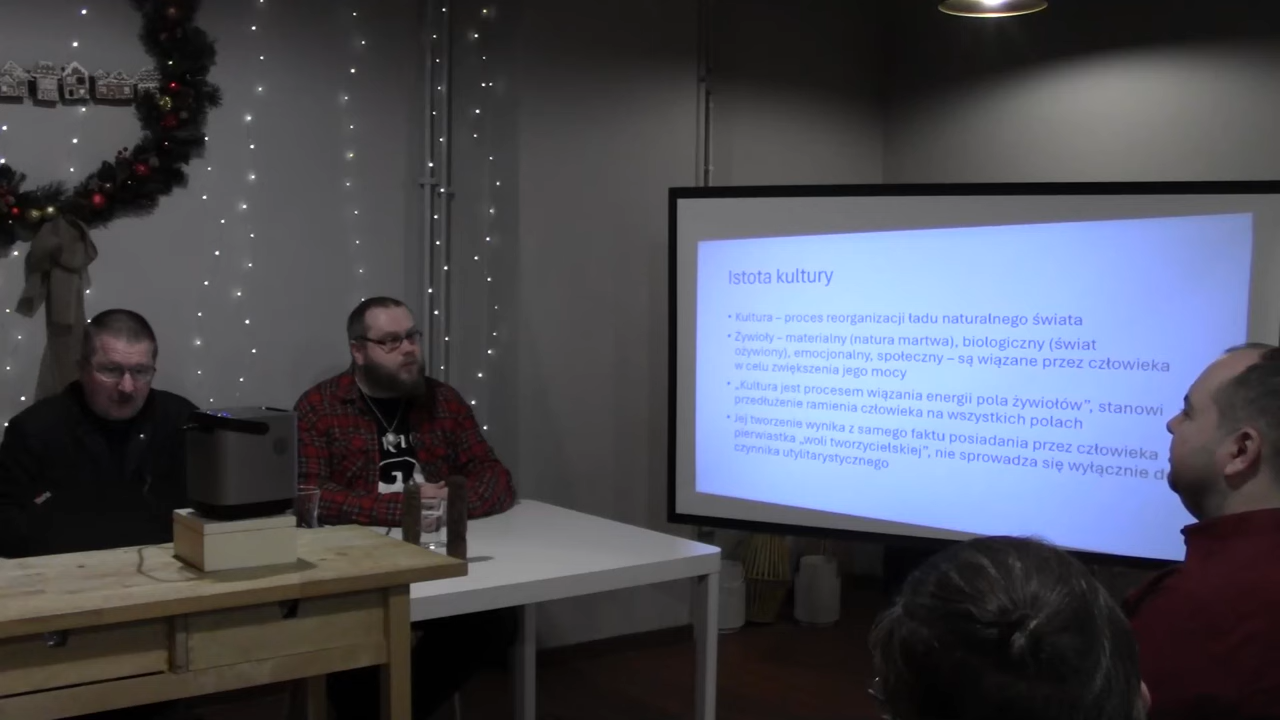 Istota kultury
• Kultura – proces reorganizacji ładu naturalnego świata
• Żywioły – materialny (natura martwa), biologiczny (świat
ożywiony), emocjonalny, społeczny – są wiązane przez człowieka
w celu zwiększenia jego mocy
• „Kultura jest procesem wiązania energii pola żywiołów”, stanowi
przedłużenie ramienia człowieka na wszystkich polach
• Jej tworzenie wynika z samego faktu posiadania przez człowieka
pierwiastka „woli tworzycielskiej”, nie sprowadza się wyłącznie
czynnika utylitarystycznego